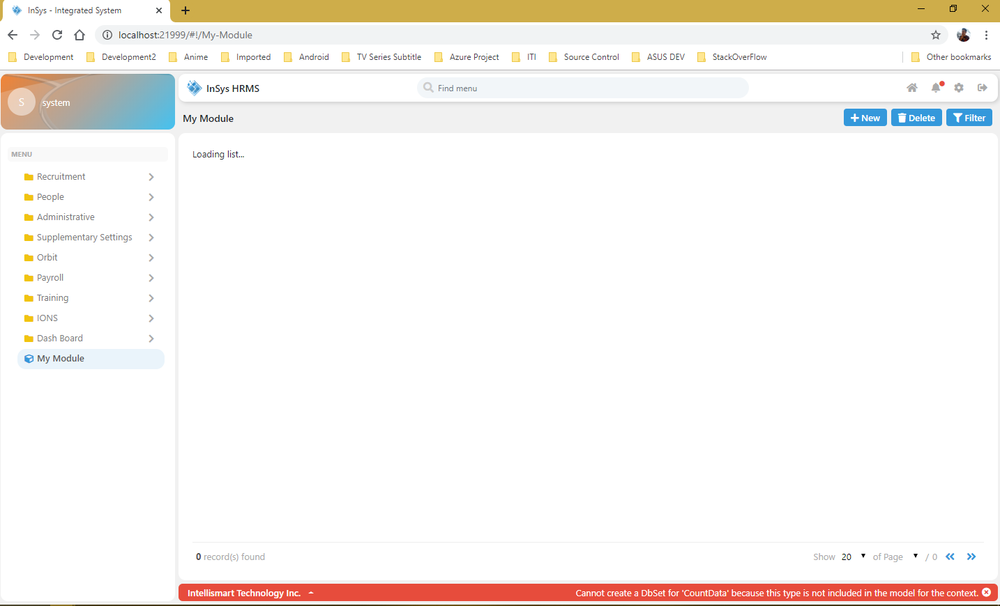 InSys - Integrated System
localhost:21999/#!/My-Module
Development Development2 Anime Imported Android TV Series Subtitle Azure Project ITI Source Control ASUS DEV StackOverFlow Other bookmarks
S system
InSys HRMS Find menu
My Module New Delete Filter
MENU
Recruitment
People
Administrative
Supplementary Settings
Orbit
Payroll
Training
IONS
Dash Board
My Module
Loading list...
0 record(s) found Show 20 of Page / 0
Intellismart Technology Inc. Cannot create a DbSet for 'CountData' because this type is not included in the model for the context.